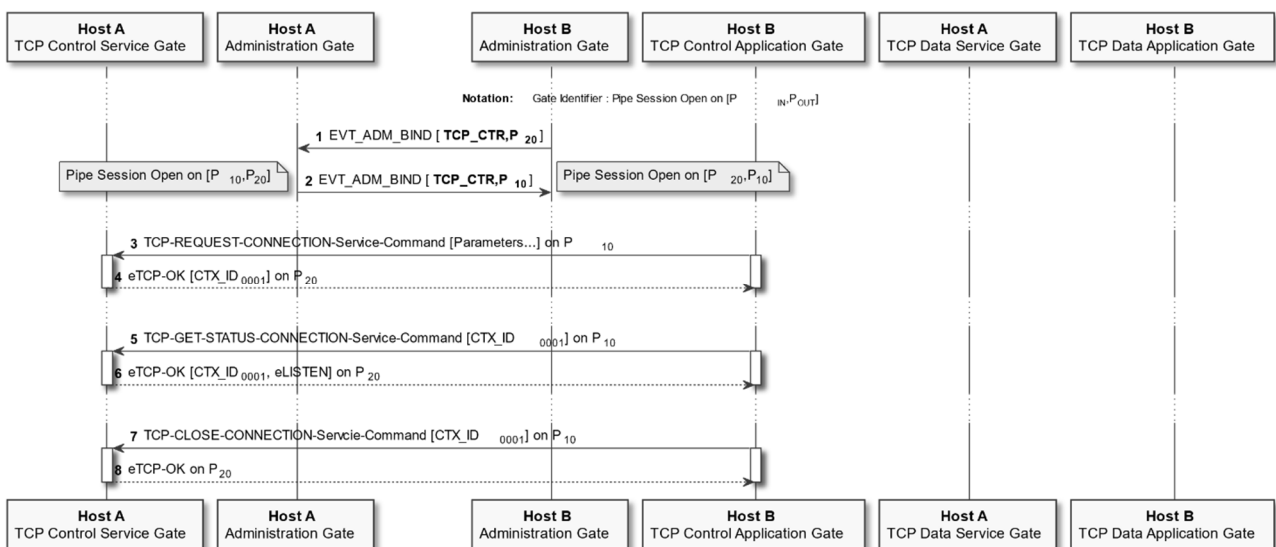 Host A Host A Host B Host B Host A Host B
TCP Control Service Gate Administration Gate Administration Gate TCP Control Application Gate TCP Data Service Gate TCP Data Application Gate
Notation: Gate Identifier : Pipe Session Open on [P IN,POUT]
1 EVT_ADM_BIND [ TCP_CTR,P 20 ]
Pipe Session Open on [P 10,P20] 2 EVT_ADM_BIND [ TCP_CTR,P 10 ] Pipe Session Open on [P 20,P10]
3 TCP-REQUEST-CONNECTION-Service-Command [Parameters...] on P 10
4 eTCP-OK [CTX_ID 0001] on P 20
5 TCP-GET-STATUS-CONNECTION-Service-Command [CTX_ID 0001] on P 10
6 eTCP-OK [CTX_ID 0001, eLISTEN] on P 20
7 TCP-CLOSE-CONNECTION-Servcie-Command [CTX_ID 0001] on P 10
8 eTCP-OK on P 20
Host A Host A Host B Host B Host A Host B
TCP Control Service Gate Administration Gate Administration Gate TCP Control Application Gate TCP Data Service Gate TCP Data Application Gate